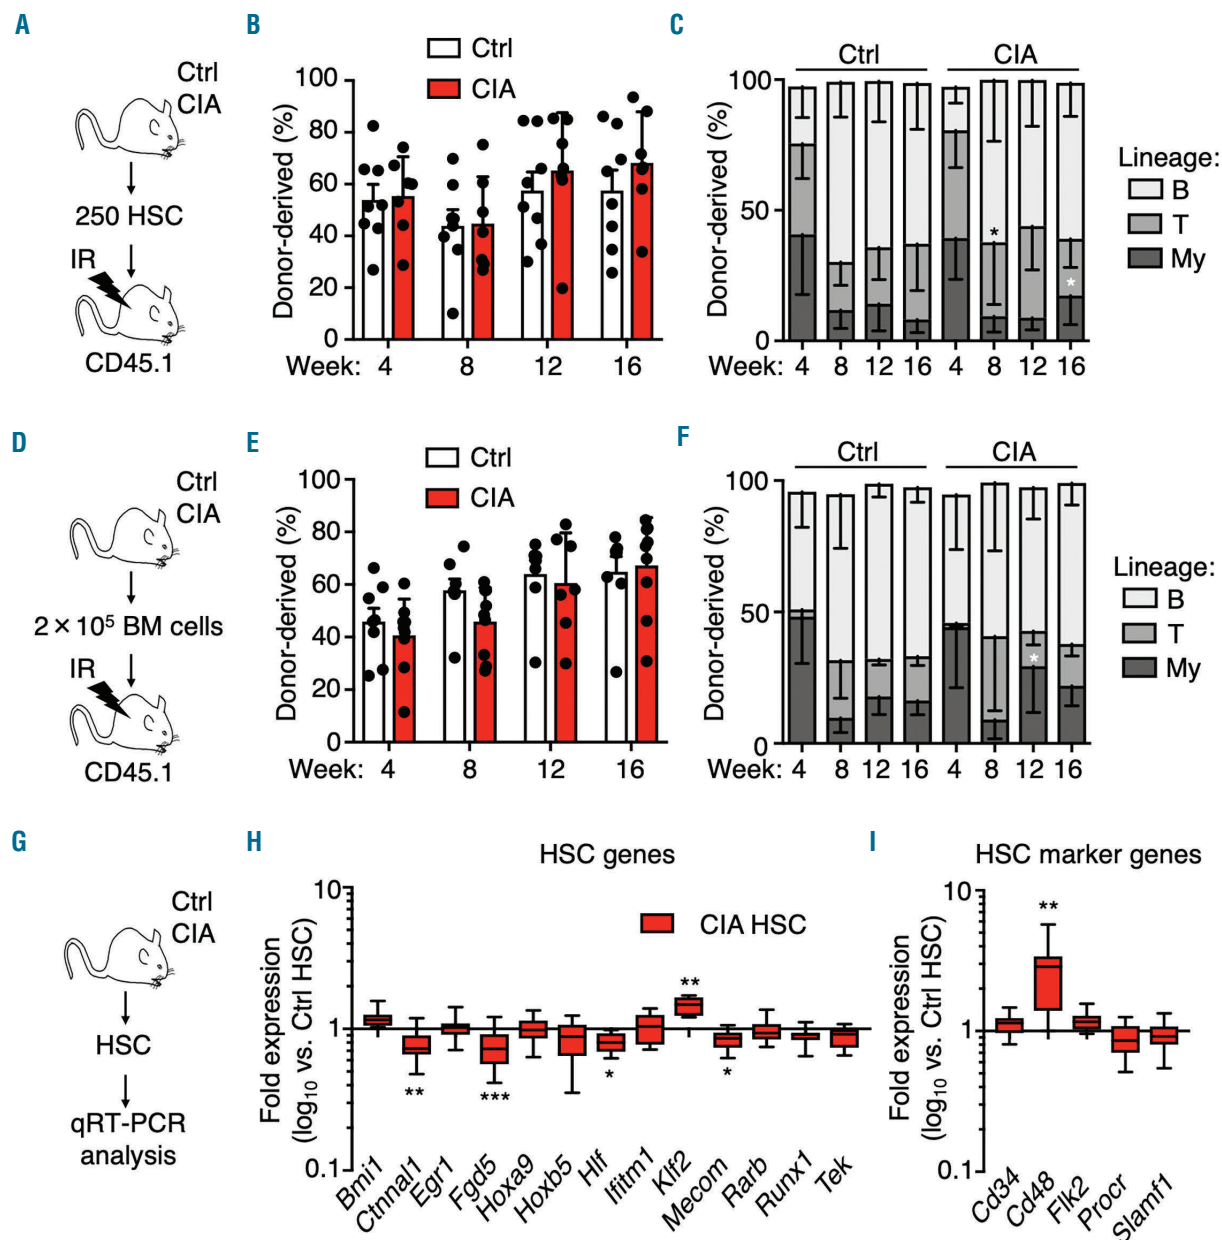 A
Ctrl
CIA
250 HSC
IR
CD45.1
B
Ctrl
CIA
Donor-derived (%)
100
80
60
40
20
0
Week: 4 8 12 16
C
Ctrl CIA
Donor-derived (%)
100
50
0
*
*
4 8 12 16 4 8 12 16
Lineage:
B
T
My
D
Ctrl
CIA
2 × 10⁵ BM cells
IR
CD45.1
E
Ctrl
CIA
Donor-derived (%)
100
80
60
40
20
0
Week: 4 8 12 16
F
Ctrl CIA
Donor-derived (%)
100
50
0
*
4 8 12 16 4 8 12 16
Lineage:
B
T
My
G
Ctrl
CIA
HSC
qRT-PCR
analysis
H
HSC genes
CIA HSC
Fold expression
(log₁₀ vs. Ctrl HSC)
10
1
0.1
** *** * ** *
Bmi1
Ctnnal1
Egr1
Fgd5
Hoxa9
Hoxb5
Hlf
Ifitm1
Klf2
Mecom
Rarb
Runx1
Tek
I
HSC marker genes
Fold expression
(log₁₀ vs. Ctrl HSC)
10
1
0.1
**
Cd34
Cd48
Flk2
Procr
Slamf1